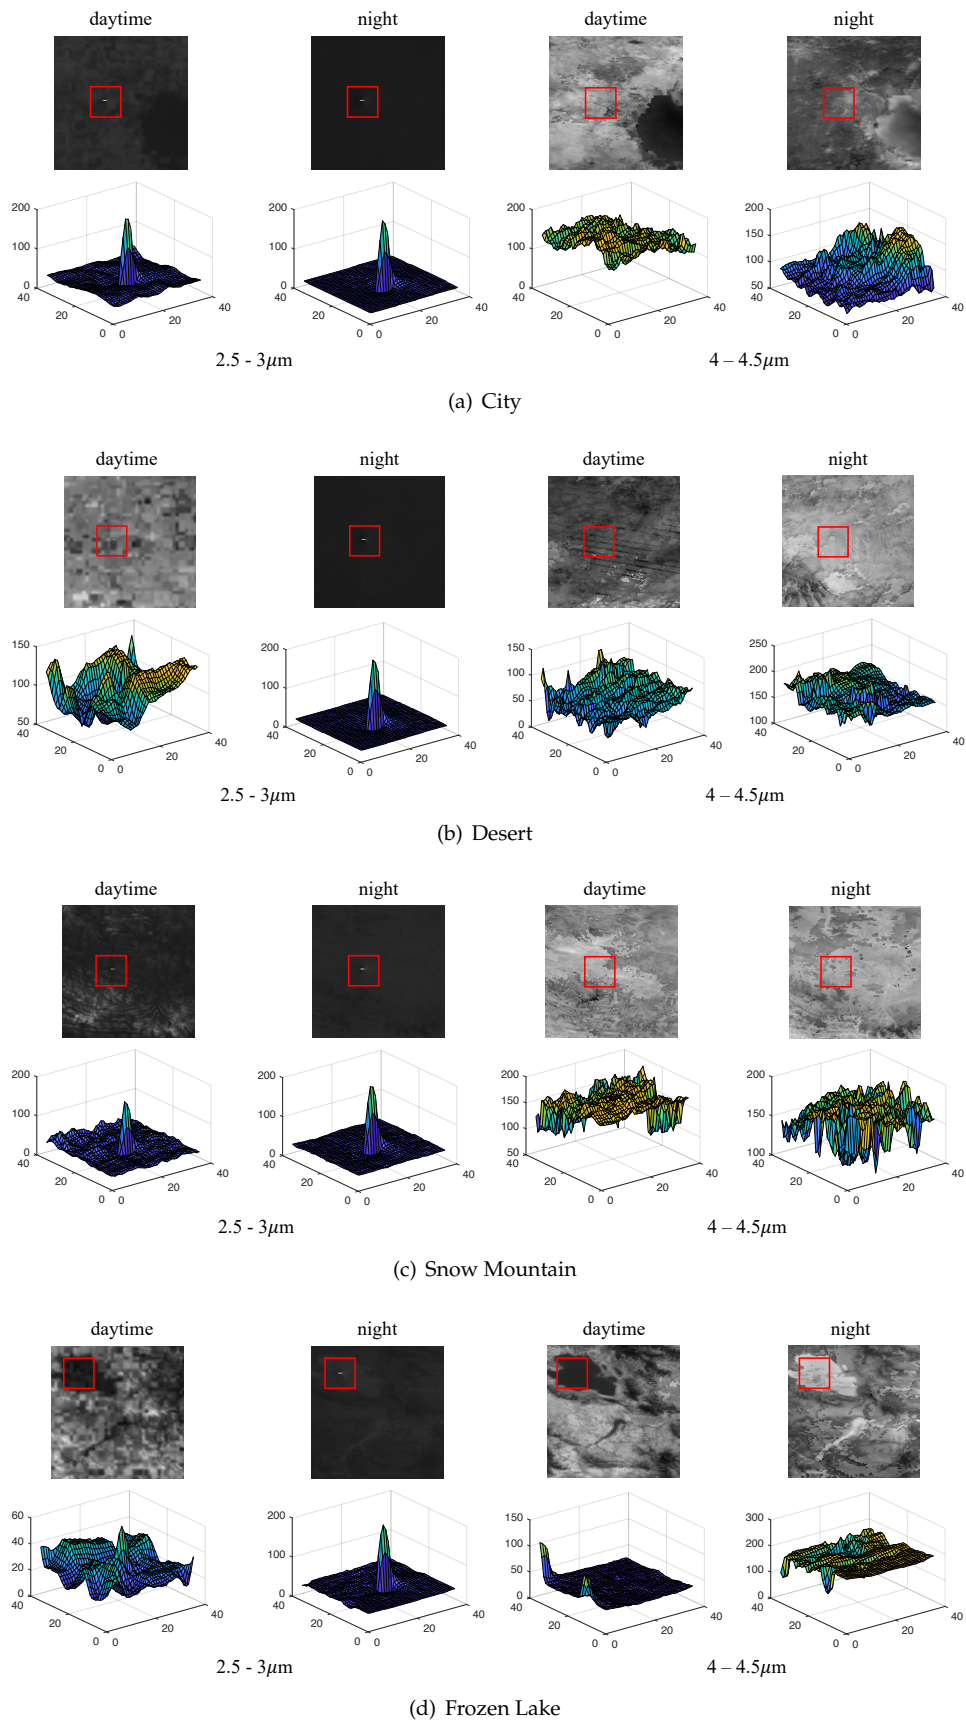 daytime night daytime night
200 200 200 200
100 100 100 150
0 0 0 100
50
40 20 0 0 20 40 40 20 0 0 20 40 40 20 0 0 20 40 40 20 0 0 20 40
2.5 - 3μm 4 – 4.5μm
(a) City
daytime night daytime night
150 200 150 250
100 100 100 200
50 0 50 150
0 100
40 20 0 0 20 40 40 20 0 0 20 40 40 20 0 0 20 40 40 20 0 0 20 40
2.5 - 3μm 4 – 4.5μm
(b) Desert
daytime night daytime night
200 200 200 200
100 100 150 150
0 0 100 100
50
40 20 0 0 20 40 40 20 0 0 20 40 40 20 0 0 20 40 40 20 0 0 20 40
2.5 - 3μm 4 – 4.5μm
(c) Snow Mountain
daytime night daytime night
60 200 150 300
40 100 100 200
20 0 50 100
0 0 0
40 20 0 0 20 40 40 20 0 0 20 40 40 20 0 0 20 40 40 20 0 0 20 40
2.5 - 3μm 4 – 4.5μm
(d) Frozen Lake